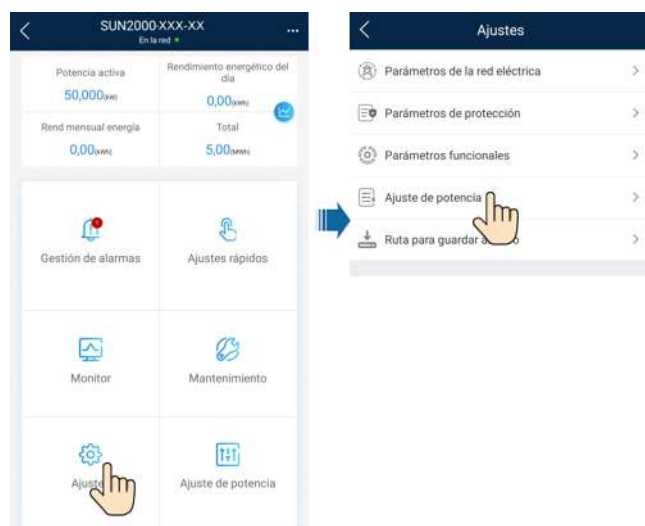 SUN2000-XXX-XX
En la red
Potencia activa
50,000(kW)
Rendimiento energético del
día
0,00(kWh)
Rend mensual energía
0,00(kWh)
Total
5,00(MWh)
Gestión de alarmas
Ajustes rápidos
Monitor
Mantenimiento
Ajuste
Ajuste de potencia
Ajustes
Parámetros de la red eléctrica
Parámetros de protección
Parámetros funcionales
Ajuste de potencia
Ruta para guardar